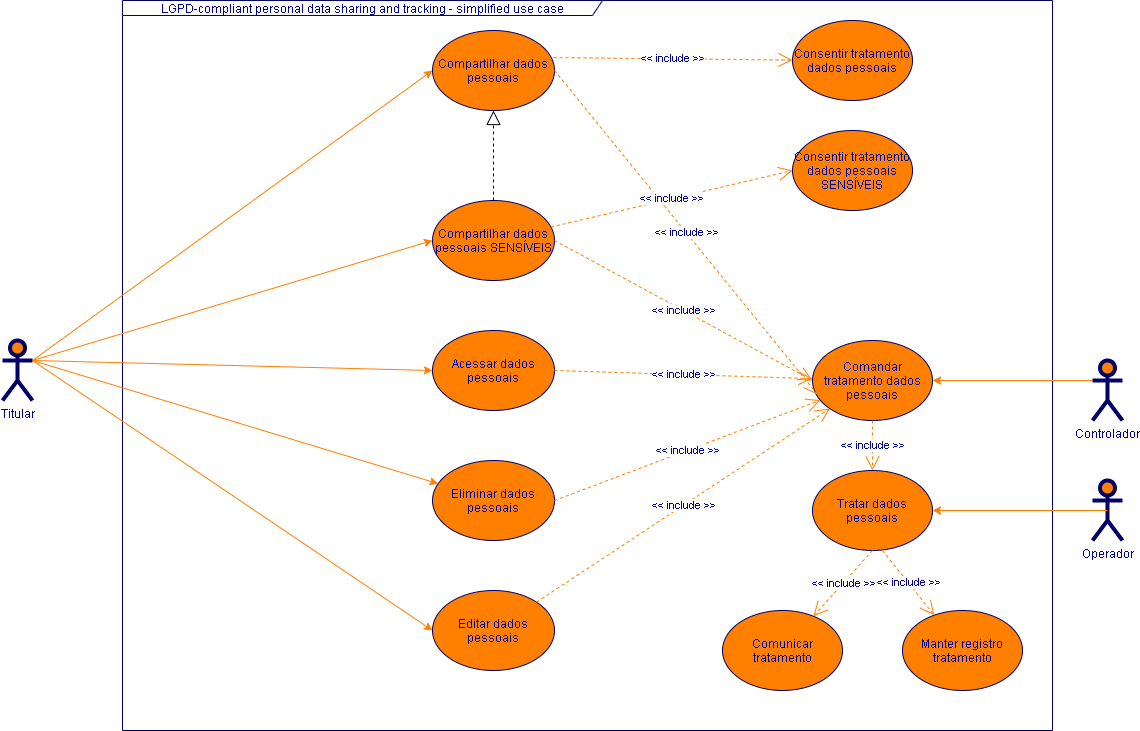 LGPD-compliant personal data sharing and tracking - simplified use case
Compartilhar dados
pessoais
<< include >>
Consentir tratamento
dados pessoais
Consentir tratamento
dados pessoais
SENSÍVEIS
<< include >>
<< include >>
Compartilhar dados
pessoais SENSÍVEIS
<< include >>
Acessar dados
pessoais
<< include >>
Comandar
tratamento dados
pessoais
Titular
Controlador
<< include >>
<< include >>
Eliminar dados
pessoais
<< include >>
Tratar dados
pessoais
Operador
<< include >>
<< include >>
Editar dados
pessoais
Comunicar
tratamento
Manter registro
tratamento